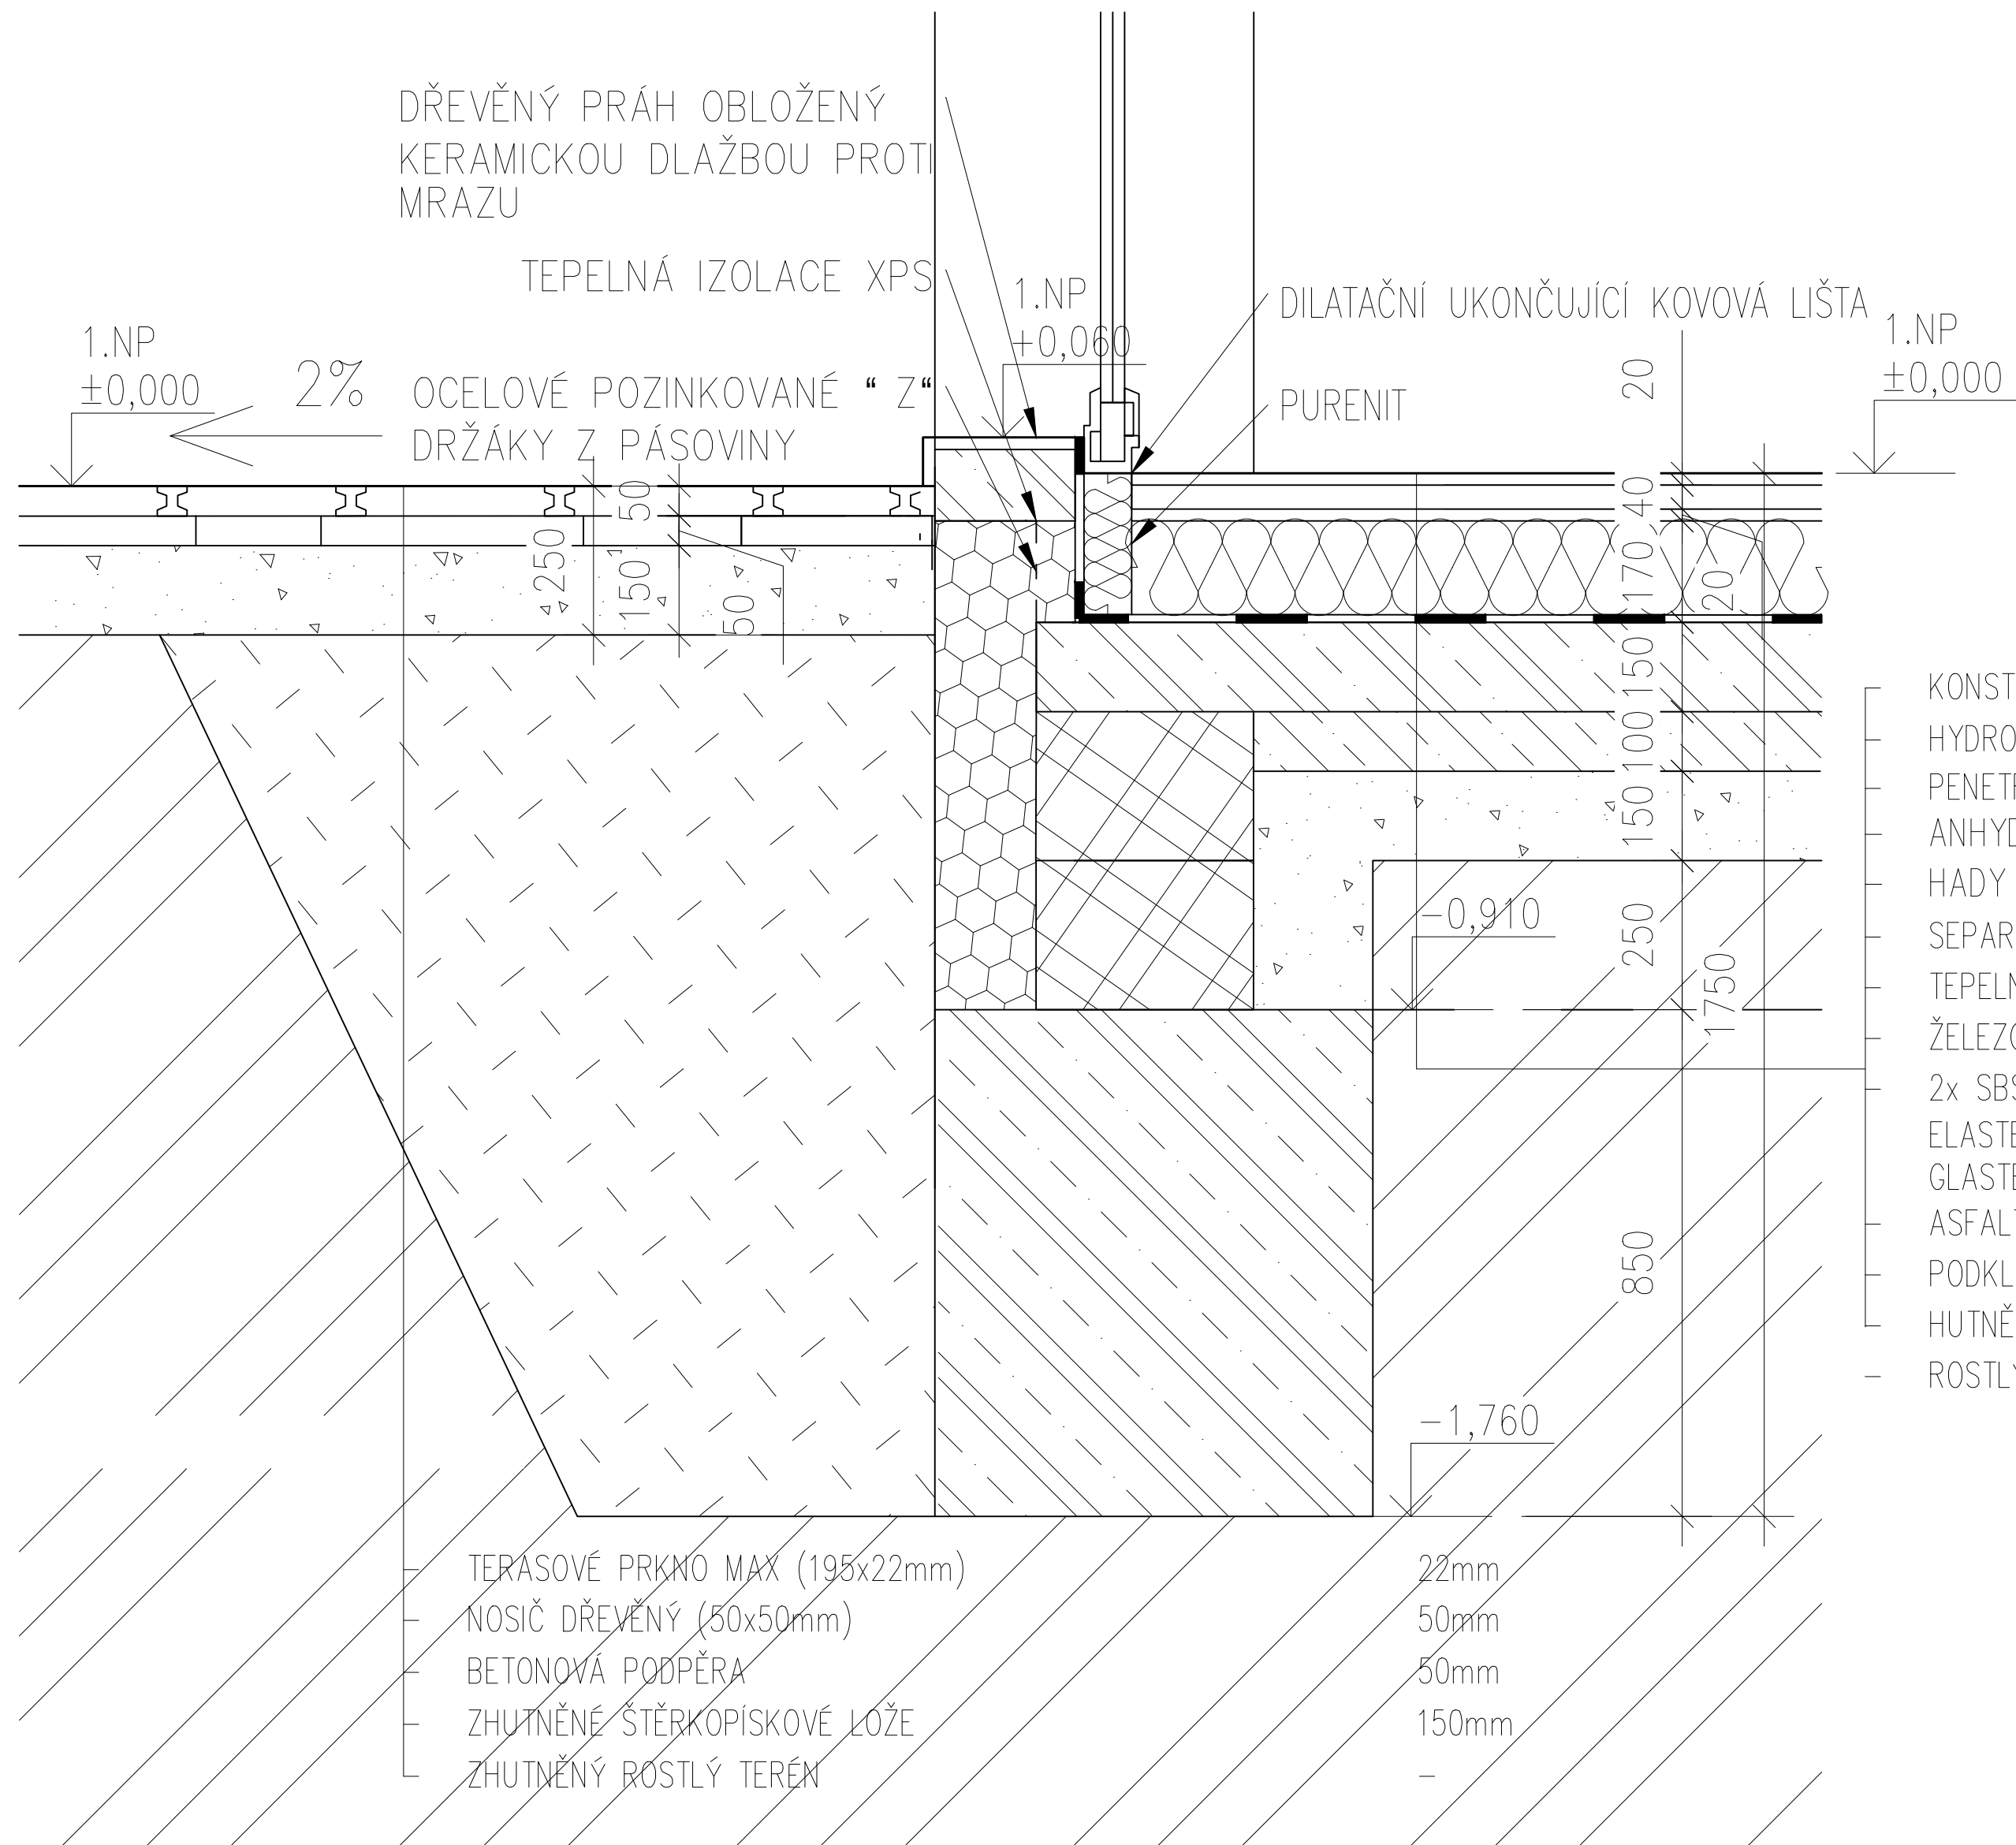 DŘEVĚNÝ PRÁH OBLOŽENÝ
KERAMICKOU DLAŽBOU PROTI
MRAZU
TEPELNÁ IZOLACE XPS
1.NP
±0,060
DILATAČNÍ UKONČUJÍCÍ KOVOVÁ LIŠTA
1.NP
±0,000
1.NP
±0,000
2%
OCELOVÉ POZINKOVANÉ “ Z“
DRŽÁKY Z PÁSOVINY
PURENIT
20
40
170
20
150
100
150
250
1750
850
50
250
150
50
-0,910
-1,760
KONST
HYDRO
PENETR
ANHYD
HADY
SEPAR
TEPELN
ŽELEZO
2x SBS
ELASTE
GLASTE
ASFALT
PODKL
HUTNĚ
ROSTLÝ
TERASOVÉ PRKNO MAX (195x22mm) 22mm
NOSIČ DŘEVĚNÝ (50x50mm) 50mm
BETONOVÁ PODPĚRA 50mm
ZHUTNĚNÉ ŠTĚRKOPÍSKOVÉ LOŽE 150mm
ZHUTNĚNÝ ROSTLÝ TERÉN -